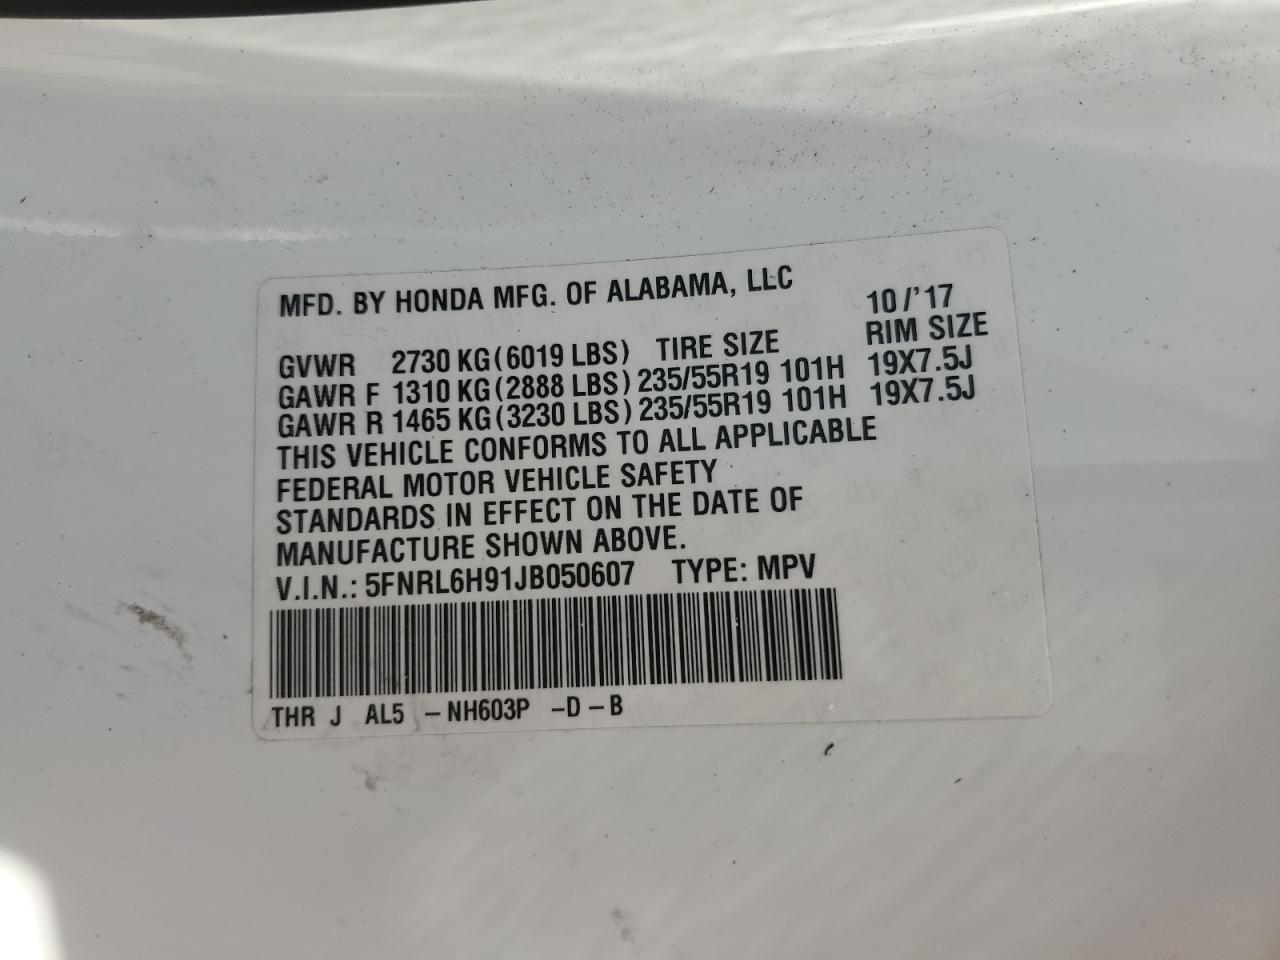 MFD. BY HONDA MFG. OF ALABAMA, LLC 10/'17
GVWR 2730 KG(6019 LBS) TIRE SIZE RIM SIZE
GAWR F 1310 KG(2888 LBS) 235/55R19 101H 19X7.5J
GAWR R 1465 KG(3230 LBS) 235/55R19 101H 19X7.5J
THIS VEHICLE CONFORMS TO ALL APPLICABLE
FEDERAL MOTOR VEHICLE SAFETY
STANDARDS IN EFFECT ON THE DATE OF
MANUFACTURE SHOWN ABOVE.
V.I.N.: 5FNRL6H91JB050607 TYPE: MPV
THR J AL5 -NH603P -D-B